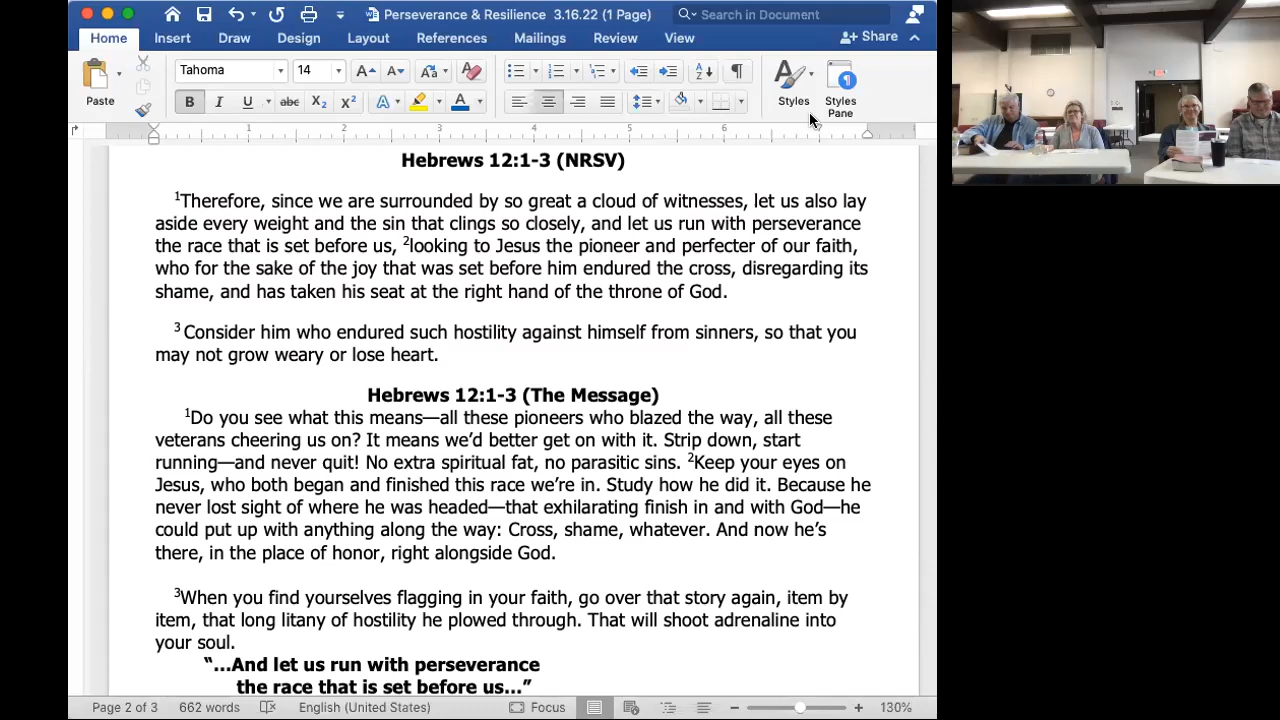 Perseverance & Resilience 3.16.22 (1 Page)
Search in Document
Home Insert Draw Design Layout References Mailings Review View Share
Paste
Tahoma 14
Styles
Styles Pane
1 2 3 4 5 6 7
Hebrews 12:1-3 (NRSV)
1Therefore, since we are surrounded by so great a cloud of witnesses, let us also lay
aside every weight and the sin that clings so closely, and let us run with perseverance
the race that is set before us, 2looking to Jesus the pioneer and perfecter of our faith,
who for the sake of the joy that was set before him endured the cross, disregarding its
shame, and has taken his seat at the right hand of the throne of God.
3 Consider him who endured such hostility against himself from sinners, so that you
may not grow weary or lose heart.
Hebrews 12:1-3 (The Message)
1Do you see what this means—all these pioneers who blazed the way, all these
veterans cheering us on? It means we’d better get on with it. Strip down, start
running—and never quit! No extra spiritual fat, no parasitic sins. 2Keep your eyes on
Jesus, who both began and finished this race we’re in. Study how he did it. Because he
never lost sight of where he was headed—that exhilarating finish in and with God—he
could put up with anything along the way: Cross, shame, whatever. And now he’s
there, in the place of honor, right alongside God.
3When you find yourselves flagging in your faith, go over that story again, item by
item, that long litany of hostility he plowed through. That will shoot adrenaline into
your soul.
“…And let us run with perseverance
the race that is set before us…”
Page 2 of 3 662 words English (United States) Focus 130%